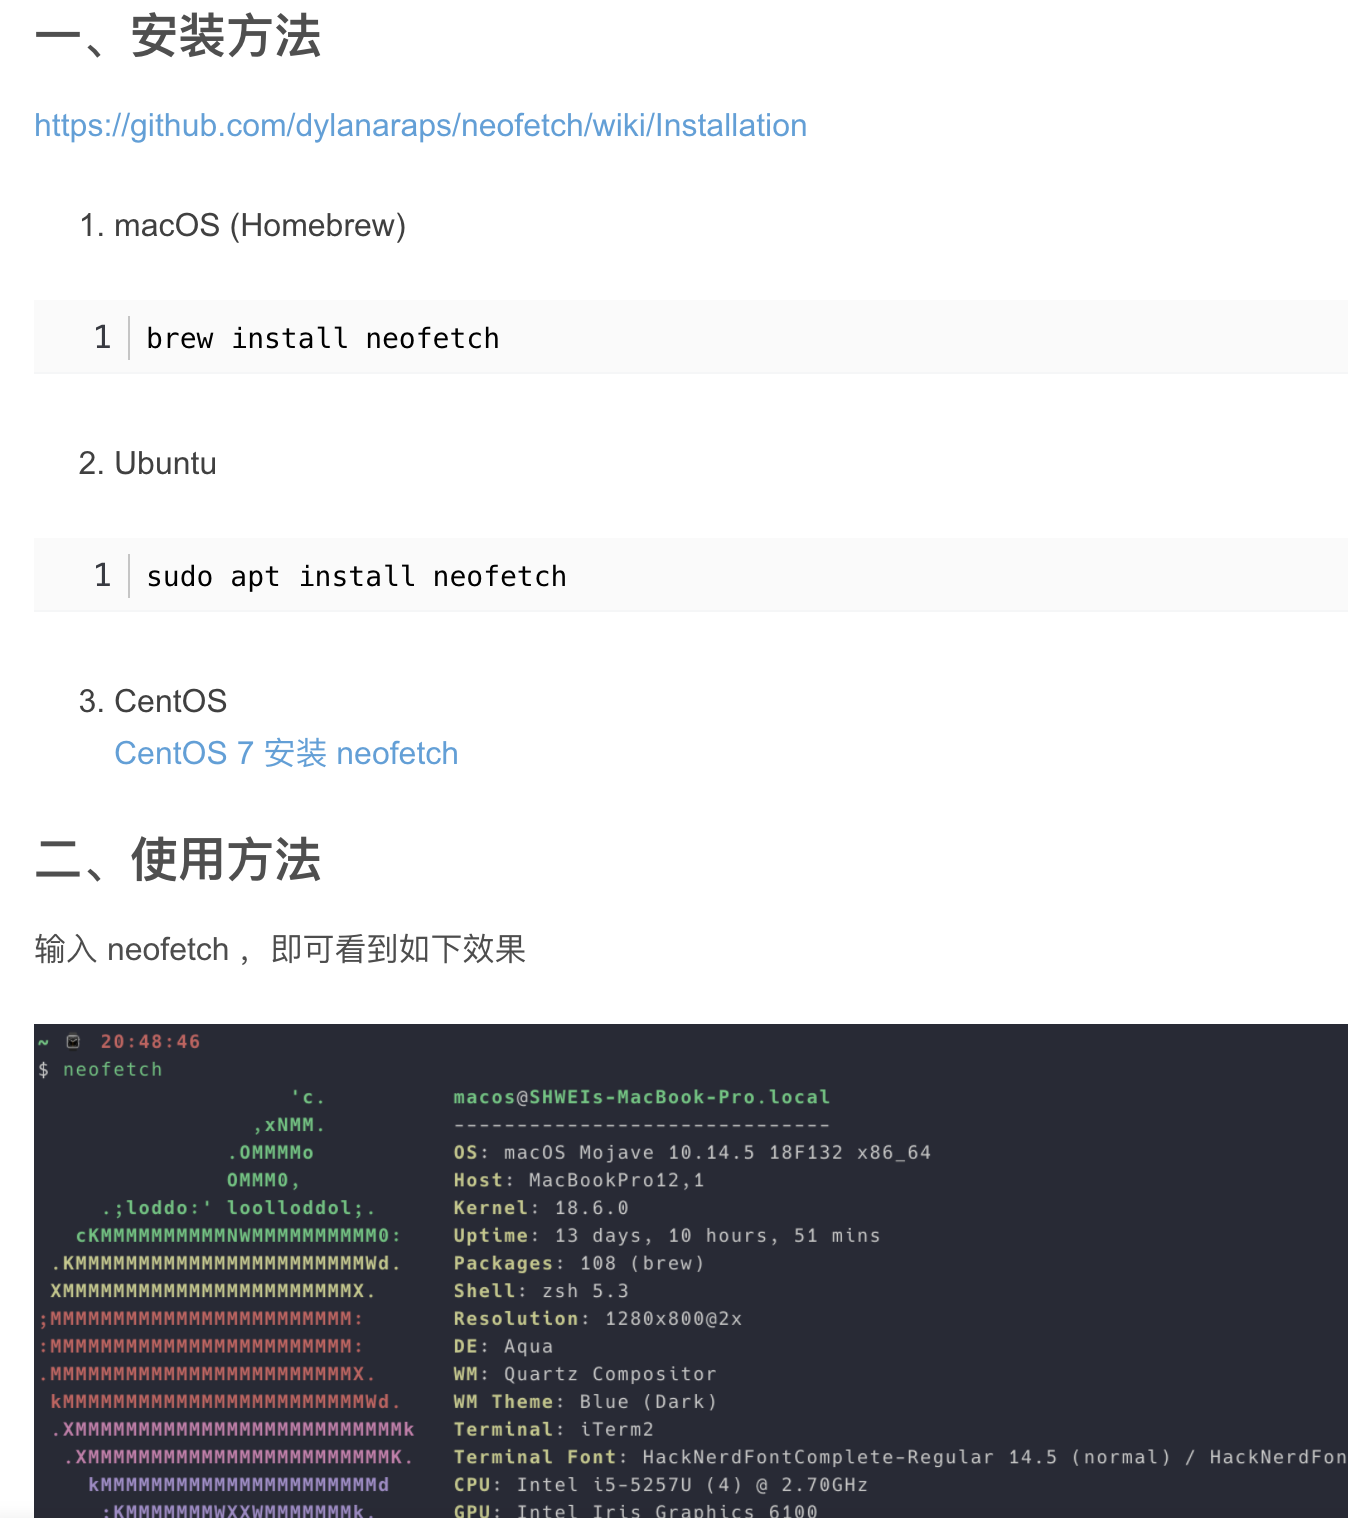 一、安装方法
https://github.com/dylanaraps/neofetch/wiki/Installation
1. macOS (Homebrew)
1 brew install neofetch
2. Ubuntu
1 sudo apt install neofetch
3. CentOS
CentOS 7 安装 neofetch
二、使用方法
输入 neofetch ，即可看到如下效果
~ 20:48:46
$ neofetch
'c. macos@SHWEIs-MacBook-Pro.local
,xNMM. ------------------------------
.OMMMMo OS: macOS Mojave 10.14.5 18F132 x86_64
OMMM0, Host: MacBookPro12,1
.;loddo:' loolloddol;. Kernel: 18.6.0
cKMMMMMMMMMMNWMMMMMMMMMM0: Uptime: 13 days, 10 hours, 51 mins
.KMMMMMMMMMMMMMMMMMMMMMMMWd. Packages: 108 (brew)
XMMMMMMMMMMMMMMMMMMMMMMMX. Shell: zsh 5.3
;MMMMMMMMMMMMMMMMMMMMMMMM: Resolution: 1280x800@2x
:MMMMMMMMMMMMMMMMMMMMMMMM: DE: Aqua
.MMMMMMMMMMMMMMMMMMMMMMMMX. WM: Quartz Compositor
kMMMMMMMMMMMMMMMMMMMMMMMMWd. WM Theme: Blue (Dark)
.XMMMMMMMMMMMMMMMMMMMMMMMMMMk Terminal: iTerm2
.XMMMMMMMMMMMMMMMMMMMMMMMMK. Terminal Font: HackNerdFontComplete-Regular 14.5 (normal) / HackNerdFon
kMMMMMMMMMMMMMMMMMMMMMMd CPU: Intel i5-5257U (4) @ 2.70GHz
;KMMMMMMMWXXWMMMMMMMk. GPU: Intel Iris Graphics 6100